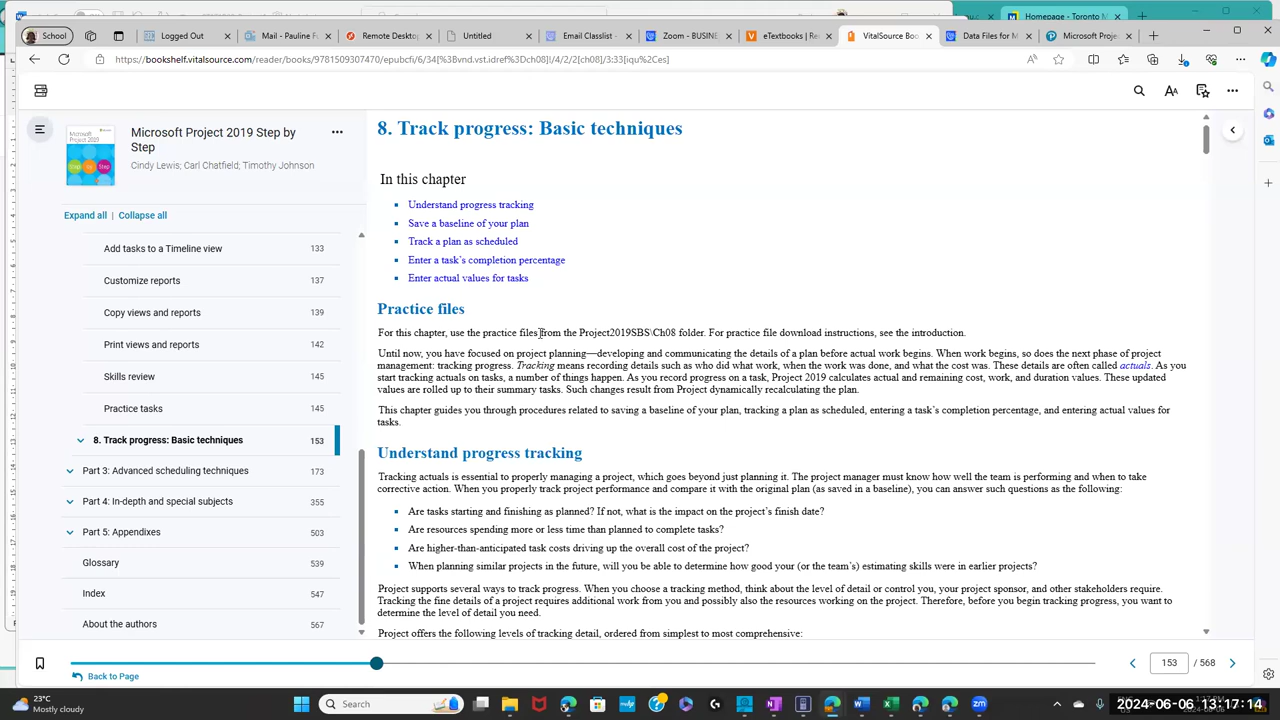 School
Logged Out
Mail - Pauline F
Remote Deskto
Untitled
Email Classlist -
Zoom - BUSINE
eTextbooks | Re
VitalSource Boo
Data Files for M
Microsoft Proje
Homepage - Toronto M
https://bookshelf.vitalsource.com/reader/books/9781509307470/epubcfi/6/34[%3Bvnd.vst.idref%3Dch08]!/4/2/2[ch08]/3:33[iqu%2Ces]
Microsoft Project 2019 Step by
Step
Cindy Lewis; Carl Chatfield; Timothy Johnson
Expand all | Collapse all
Add tasks to a Timeline view 133
Customize reports 137
Copy views and reports 139
Print views and reports 142
Skills review 145
Practice tasks 145
8. Track progress: Basic techniques 153
Part 3: Advanced scheduling techniques 173
Part 4: In-depth and special subjects 355
Part 5: Appendixes 503
Glossary 539
Index 547
About the authors 567
8. Track progress: Basic techniques
In this chapter
Understand progress tracking
Save a baseline of your plan
Track a plan as scheduled
Enter a task's completion percentage
Enter actual values for tasks
Practice files
For this chapter, use the practice files from the Project2019SBS\Ch08 folder. For practice file download instructions, see the introduction.
Until now, you have focused on project planning—developing and communicating the details of a plan before actual work begins. When work begins, so does the next phase of project
management: tracking progress. Tracking means recording details such as who did what work, when the work was done, and what the cost was. These details are often called actuals. As you
start tracking actuals on tasks, a number of things happen. As you record progress on a task, Project 2019 calculates actual and remaining cost, work, and duration values. These updated
values are rolled up to their summary tasks. Such changes result from Project dynamically recalculating the plan.
This chapter guides you through procedures related to saving a baseline of your plan, tracking a plan as scheduled, entering a task's completion percentage, and entering actual values for
tasks.
Understand progress tracking
Tracking actuals is essential to properly managing a project, which goes beyond just planning it. The project manager must know how well the team is performing and when to take
corrective action. When you properly track project performance and compare it with the original plan (as saved in a baseline), you can answer such questions as the following:
Are tasks starting and finishing as planned? If not, what is the impact on the project's finish date?
Are resources spending more or less time than planned to complete tasks?
Are higher-than-anticipated task costs driving up the overall cost of the project?
When planning similar projects in the future, will you be able to determine how good your (or the team's) estimating skills were in earlier projects?
Project supports several ways to track progress. When you choose a tracking method, think about the level of detail or control you, your project sponsor, and other stakeholders require.
Tracking the fine details of a project requires additional work from you and possibly also the resources working on the project. Therefore, before you begin tracking progress, you want to
determine the level of detail you need.
Project offers the following levels of tracking detail, ordered from simplest to most comprehensive:
Back to Page
153 / 568
23°C
Mostly cloudy
Search
2024-06-06 13:17:14